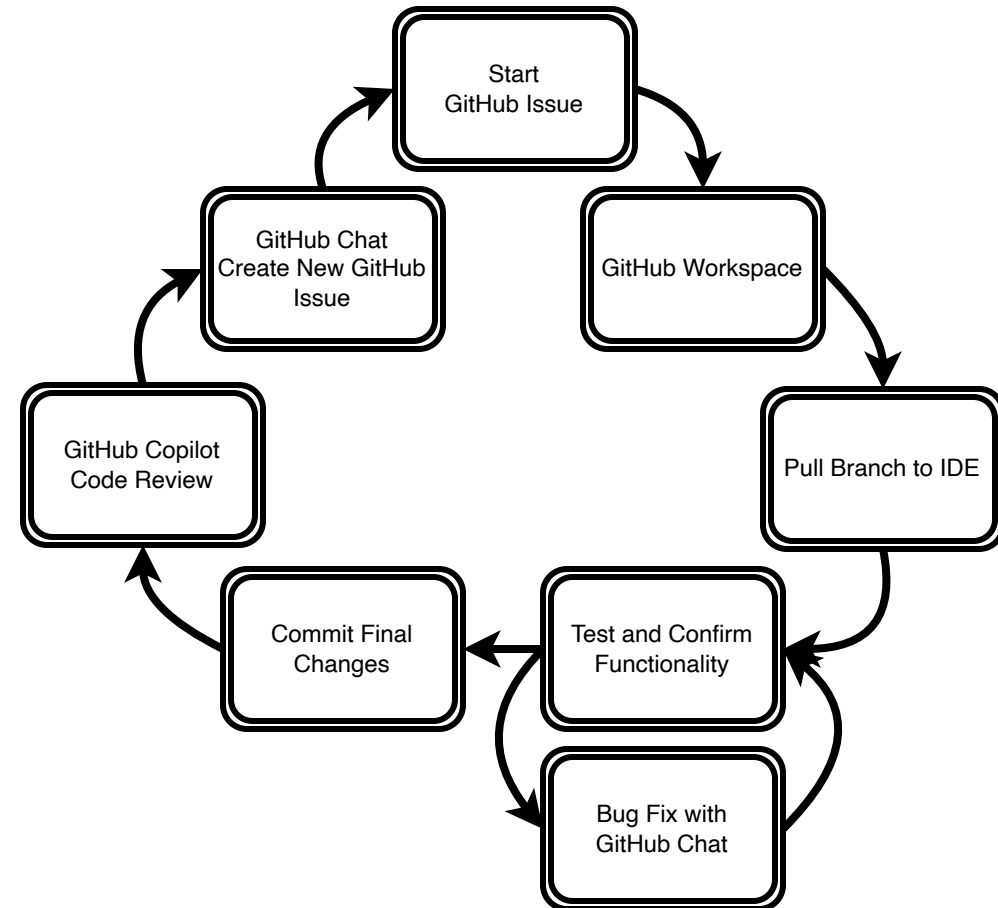 Start
GitHub Issue
GitHub Workspace
Pull Branch to IDE
Test and Confirm
Functionality
Bug Fix with
GitHub Chat
Commit Final
Changes
GitHub Copilot
Code Review
GitHub Chat
Create New GitHub
Issue